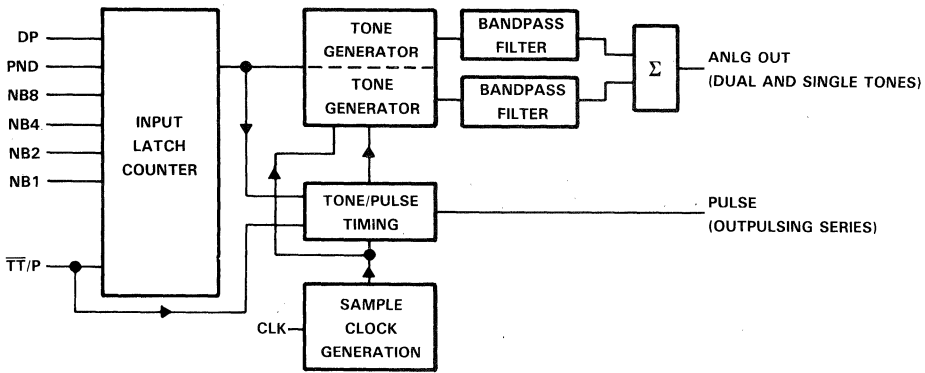 DP
PND
NB8
NB4
NB2
NB1
TT/P
INPUT
LATCH
COUNTER
TONE
GENERATOR
TONE
GENERATOR
BANDPASS
FILTER
BANDPASS
FILTER
Σ
ANLG OUT
(DUAL AND SINGLE TONES)
TONE/PULSE
TIMING
PULSE
(OUTPULSING SERIES)
CLK
SAMPLE
CLOCK
GENERATION